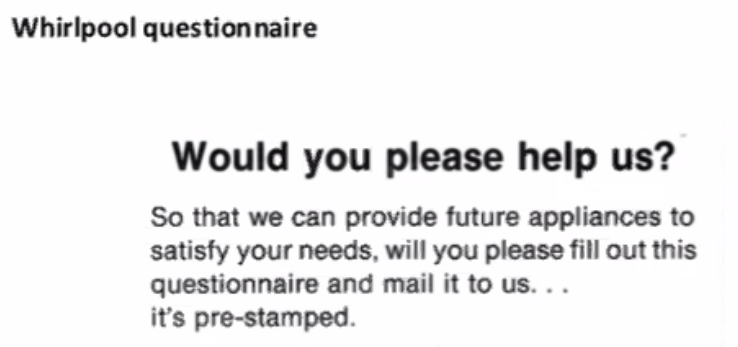 Whirlpool questionnaire
Would you please help us?
So that we can provide future appliances to
satisfy your needs, will you please fill out this
questionnaire and mail it to us. . .
it's pre-stamped.